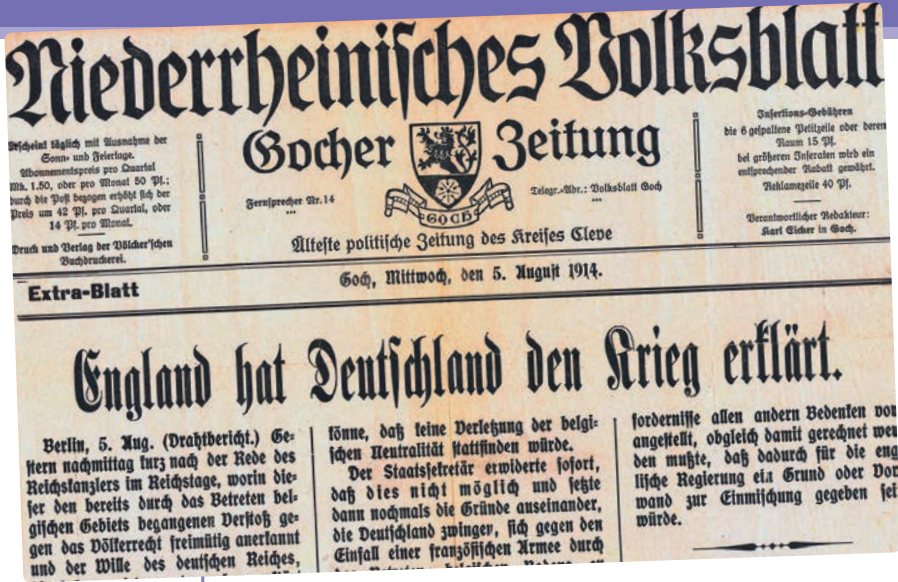 Niederrheinisches Volksblatt
Gocher Zeitung
Erscheint täglich mit Ausnahme der
Sonn- und Feiertage.
Abonnementspreis pro Quartal
Mk. 1,50, oder pro Monat 50 Pf.;
durch die Post bezogen erhöht sich der
Preis um 42 Pf. pro Quartal, oder
14 Pf. pro Monat.
Druck und Verlag der Völcker'schen
Buchdruckerei.
Fernsprecher Nr. 14
GOCH
Telegr.-Adr.: Volksblatt Goch
Insertions-Gebühren
die 6 gespaltene Petitzeile oder deren
Raum 15 Pf.
bei größeren Inseraten wird ein
entsprechender Rabatt gewährt.
Reklamezeile 40 Pf.
Verantwortlicher Redakteur:
Karl Eicker in Goch.
Älteste politische Zeitung des Kreises Cleve
Extra-Blatt
Goch, Mittwoch, den 5. August 1914.
England hat Deutschland den Krieg erklärt.
Berlin, 5. Aug. (Drahtbericht.) Ge-
stern nachmittag kurz nach der Rede des
Reichskanzlers im Reichstage, worin die-
ser den bereits durch das Betreten bel-
gischen Gebiets begangenen Verstoß ge-
gen das Völkerrecht freimütig anerkannt
und der Wille des deutschen Reiches,
könne, daß keine Verletzung der belgi-
schen Neutralität stattfinden würde.
Der Staatssekretär erwiderte sofort,
daß dies nicht möglich und setzte
dann nochmals die Gründe auseinander,
die Deutschland zwingen, sich gegen den
Einfall einer französischen Armee durch
fordernisse allen andern Bedenken vor
angestellt, obgleich damit gerechnet wer
den mußte, daß dadurch für die eng
lische Regierung ein Grund oder Vor
wand zur Einmischung gegeben sei
würde.